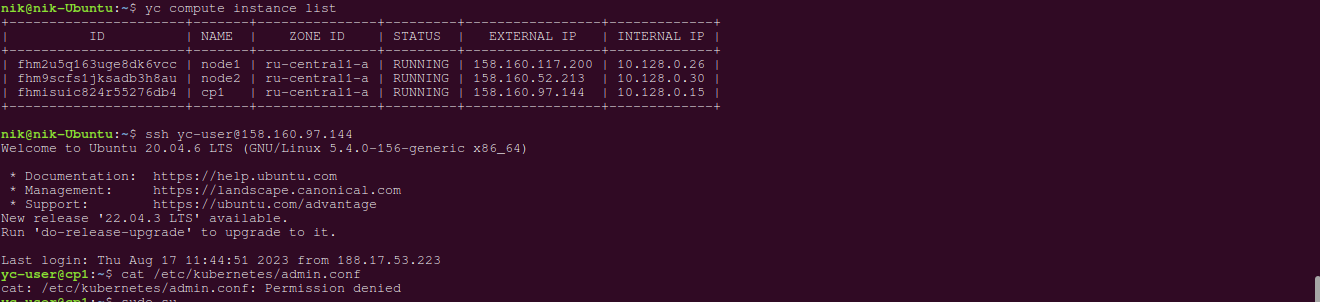 nik@nik-Ubuntu:~$ yc compute instance list
+----------------------+-------+---------------+---------+-----------------+-------------+
|          ID          | NAME  |    ZONE ID    | STATUS  |   EXTERNAL IP   | INTERNAL IP |
+----------------------+-------+---------------+---------+-----------------+-------------+
| fhm2u5q163uge8dk6vcc | node1 | ru-central1-a | RUNNING | 158.160.117.200 | 10.128.0.26 |
| fhm9scfs1jksadb3h8au | node2 | ru-central1-a | RUNNING | 158.160.52.213  | 10.128.0.30 |
| fhmisuic824r55276db4 | cp1   | ru-central1-a | RUNNING | 158.160.97.144  | 10.128.0.15 |
+----------------------+-------+---------------+---------+-----------------+-------------+
nik@nik-Ubuntu:~$ ssh yc-user@158.160.97.144
Welcome to Ubuntu 20.04.6 LTS (GNU/Linux 5.4.0-156-generic x86_64)
 * Documentation:  https://help.ubuntu.com
 * Management:     https://landscape.canonical.com
 * Support:        https://ubuntu.com/advantage
New release '22.04.3 LTS' available.
Run 'do-release-upgrade' to upgrade to it.
Last login: Thu Aug 17 11:44:51 2023 from 188.17.53.223
yc-user@cp1:~$ cat /etc/kubernetes/admin.conf
cat: /etc/kubernetes/admin.conf: Permission denied
yc-user@cp1:~$ sudo su